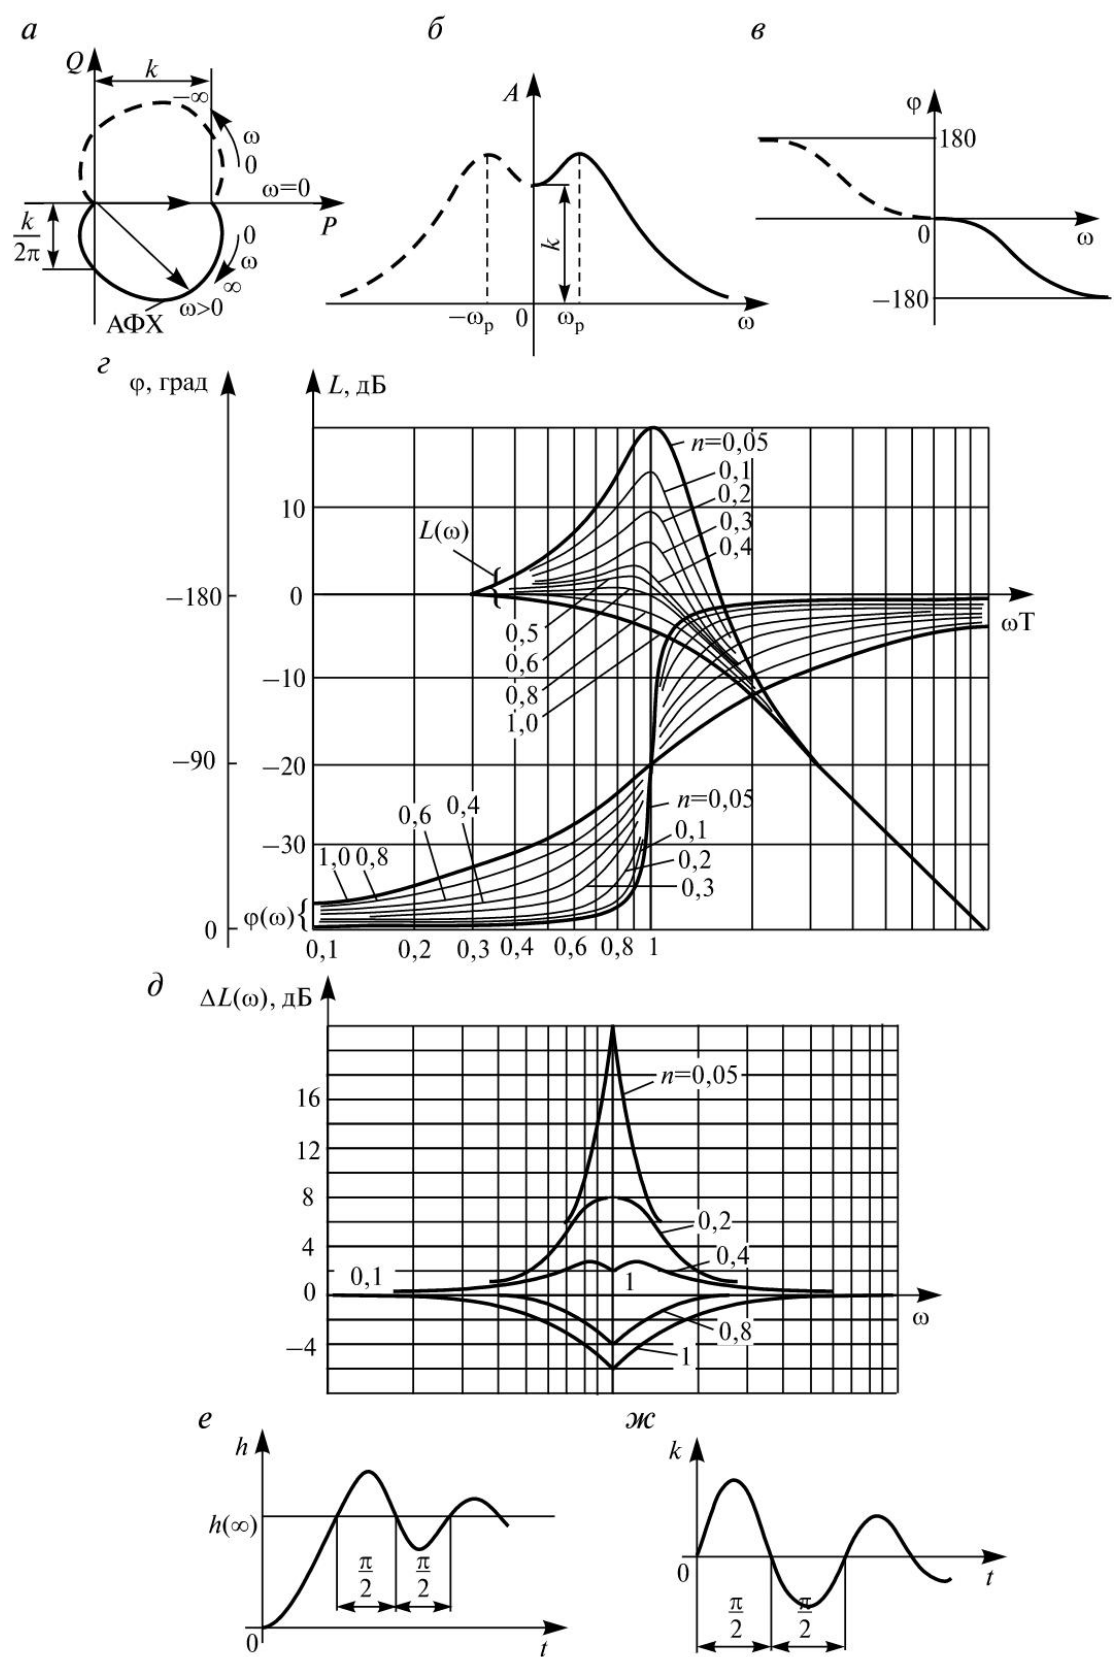 а
б
в
Q
k
−∞
ω
0
ω=0
P
k
2π
0
ω
∞
ω>0
АФХ
A
k
−ωр
0
ωр
ω
φ
180
0
ω
−180
г
φ, град
L, дБ
n=0,05
0,1
0,2
0,3
0,4
10
L(ω)
−180
0
ωT
0,5
0,6
0,8
1,0
−10
−90
−20
n=0,05
0,6
0,4
0,1
−30
1,0
0,8
0,2
0,3
φ(ω)
0
0,1
0,2
0,3
0,4
0,6
0,8
1
д
ΔL(ω), дБ
n=0,05
16
12
8
0,2
4
0,4
0,1
1
0
ω
0,8
−4
1
е
ж
h
k
h(∞)
π
2
π
2
0
t
0
t
π
2
π
2